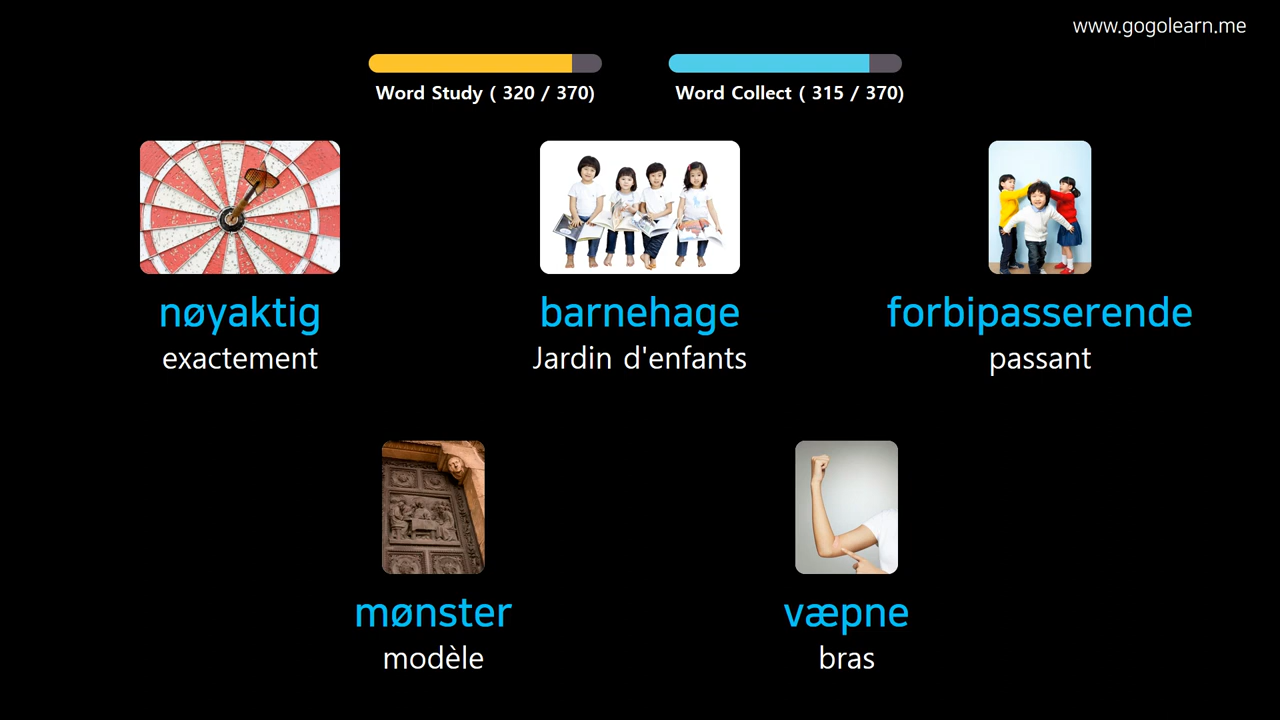 www.gogolearn.me
Word Study ( 320 / 370)
Word Collect ( 315 / 370)
nøyaktig
exactement
barnehage
Jardin d'enfants
forbipasserende
passant
mønster
modèle
væpne
bras